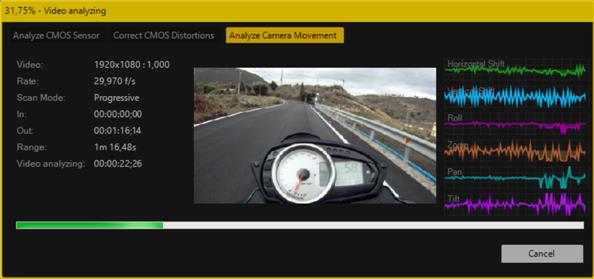 31,75% - Video analyzing
Analyze CMOS Sensor
Correct CMOS Distortions
Analyze Camera Movement
Video: 1920x1080 : 1,000
Rate: 29,970 f/s
Scan Mode: Progressive
In: 00:00:00;00
Out: 00:01:16;14
Range: 1m 16,48s
Video analyzing: 00:00:22;26
Horizontal Shift
Vertical Shift
Roll
Zoom
Pan
Tilt
Cancel